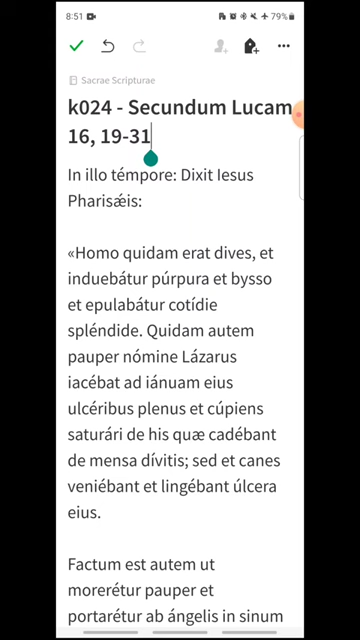 8:51
79%
Sacrae Scripturae
k024 - Secundum Lucam
16, 19-31
In illo témpore: Dixit Iesus
Pharisǽis:
«Homo quidam erat dives, et
induebátur púrpura et bysso
et epulabátur cotídie
spléndide. Quidam autem
pauper nómine Lázarus
iacébat ad iánuam eius
ulcéribus plenus et cúpiens
saturári de his quæ cadébant
de mensa dívitis; sed et canes
veniébant et lingébant úlcera
eius.
Factum est autem ut
morerétur pauper et
portarétur ab ángelis in sinum